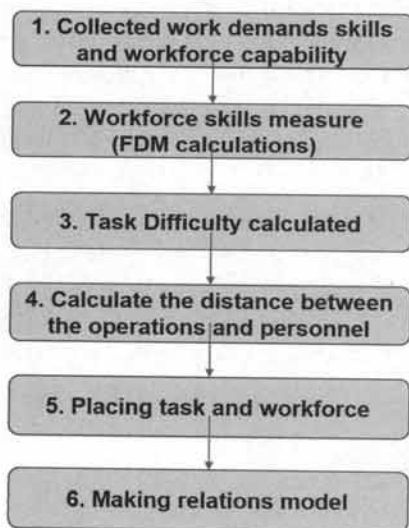 1. Collected work demands skills
and workforce capability
2. Workforce skills measure
(FDM calculations)
3. Task Difficulty calculated
4. Calculate the distance between
the operations and personnel
5. Placing task and workforce
6. Making relations model